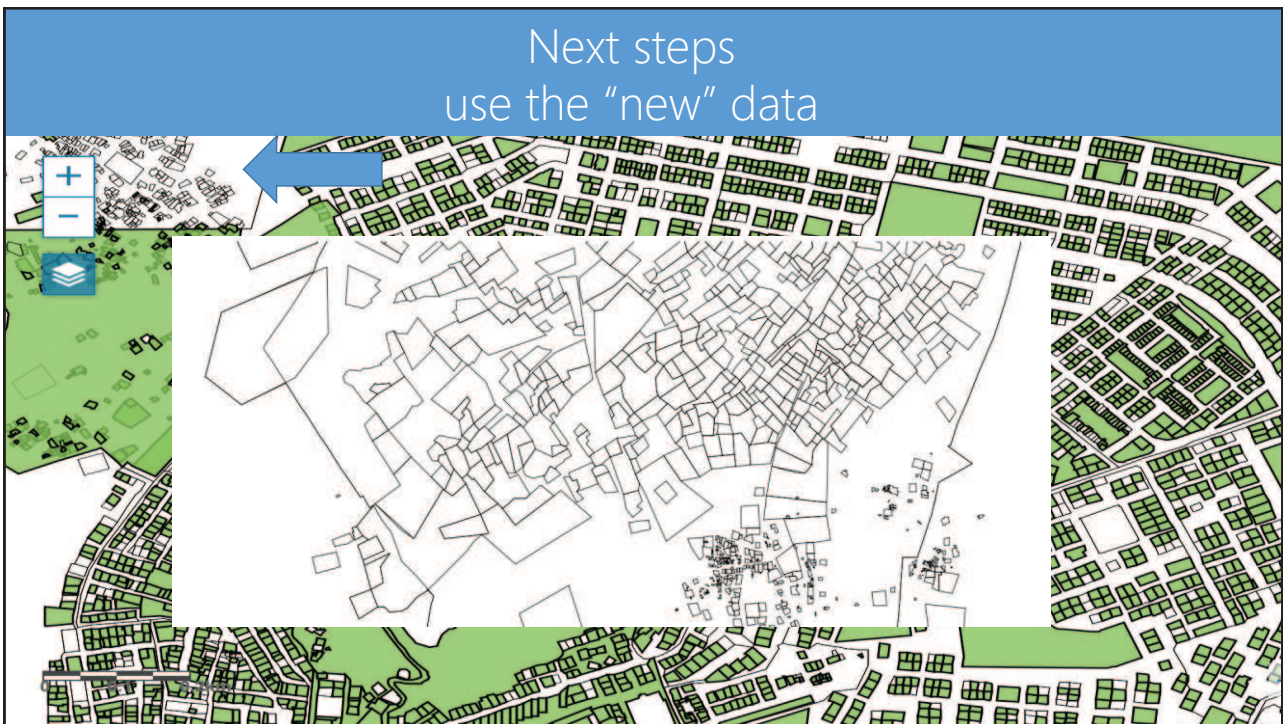 Next steps
use the “new” data
+
−